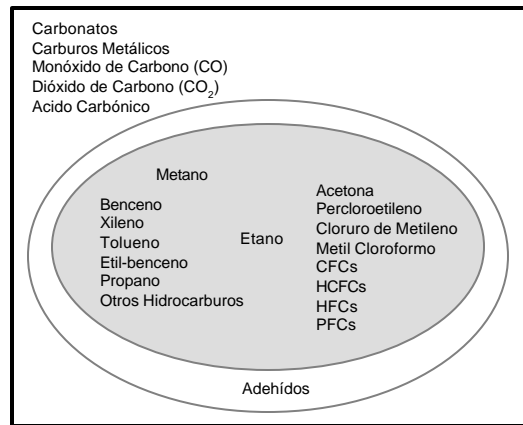 Carbonatos
Carburos Metálicos
Monóxido de Carbono (CO)
Dióxido de Carbono (CO₂)
Acido Carbónico
Metano
Benceno
Xileno
Tolueno
Etil-benceno
Propano
Otros Hidrocarburos
Etano
Acetona
Percloroetileno
Cloruro de Metileno
Metil Cloroformo
CFCs
HCFCs
HFCs
PFCs
Adehídos